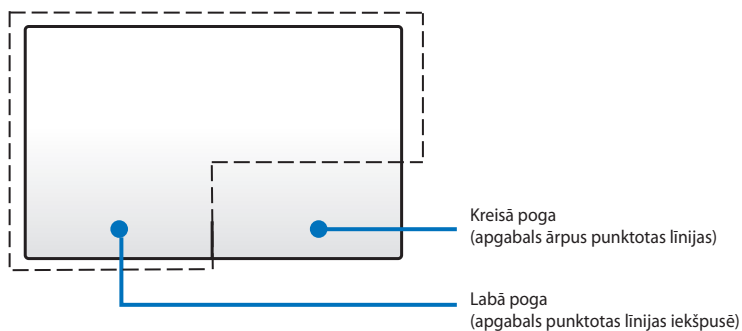 Kreisā poga
(apgabals ārpus punktotas līnijas)
Labā poga
(apgabals punktotas līnijas iekšpusē)